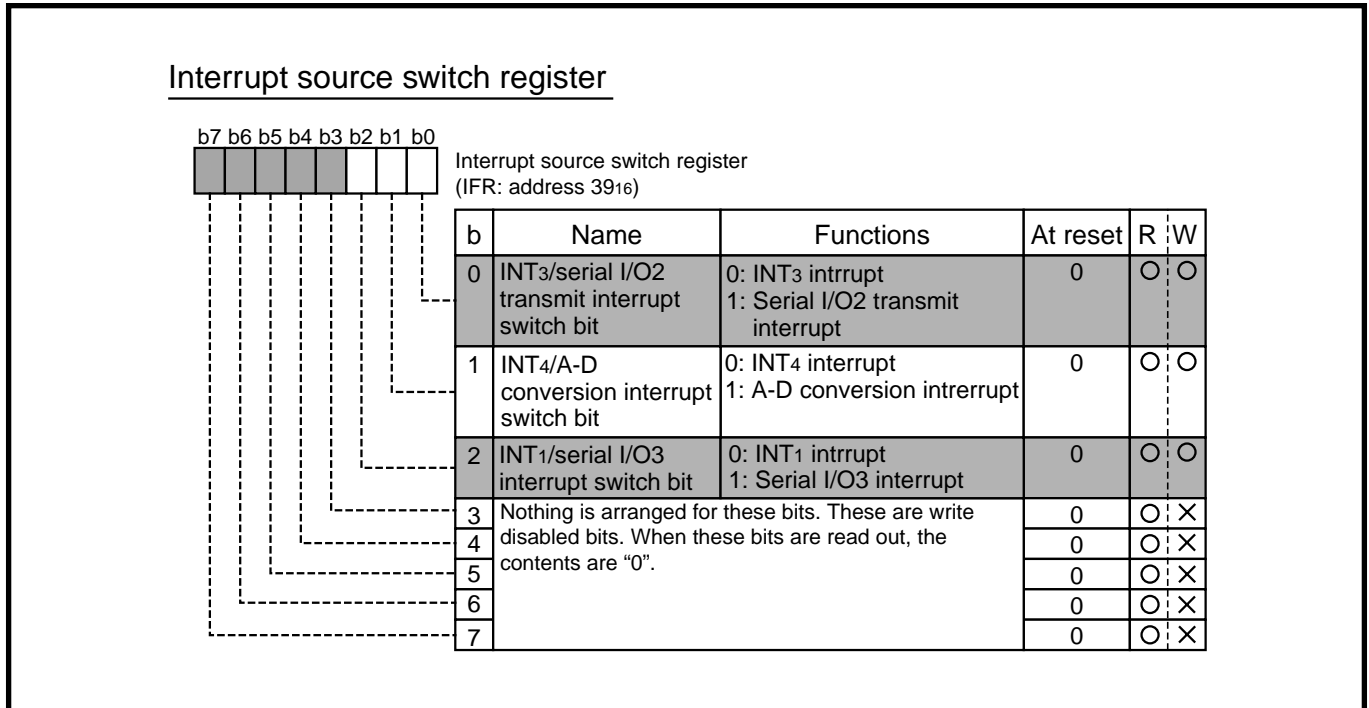 Interrupt source switch register
b7 b6 b5 b4 b3 b2 b1 b0
Interrupt source switch register
(IFR: address 3916)
b Name Functions At reset R W
0 INT3/serial I/O2 transmit interrupt switch bit 0: INT3 intrrupt 1: Serial I/O2 transmit interrupt 0 O O
1 INT4/A-D conversion interrupt switch bit 0: INT4 interrupt 1: A-D conversion intrerrupt 0 O O
2 INT1/serial I/O3 interrupt switch bit 0: INT1 intrrupt 1: Serial I/O3 interrupt 0 O O
3 Nothing is arranged for these bits. These are write 0 O ×
4 disabled bits. When these bits are read out, the 0 O ×
5 contents are “0”. 0 O ×
6 0 O ×
7 0 O ×